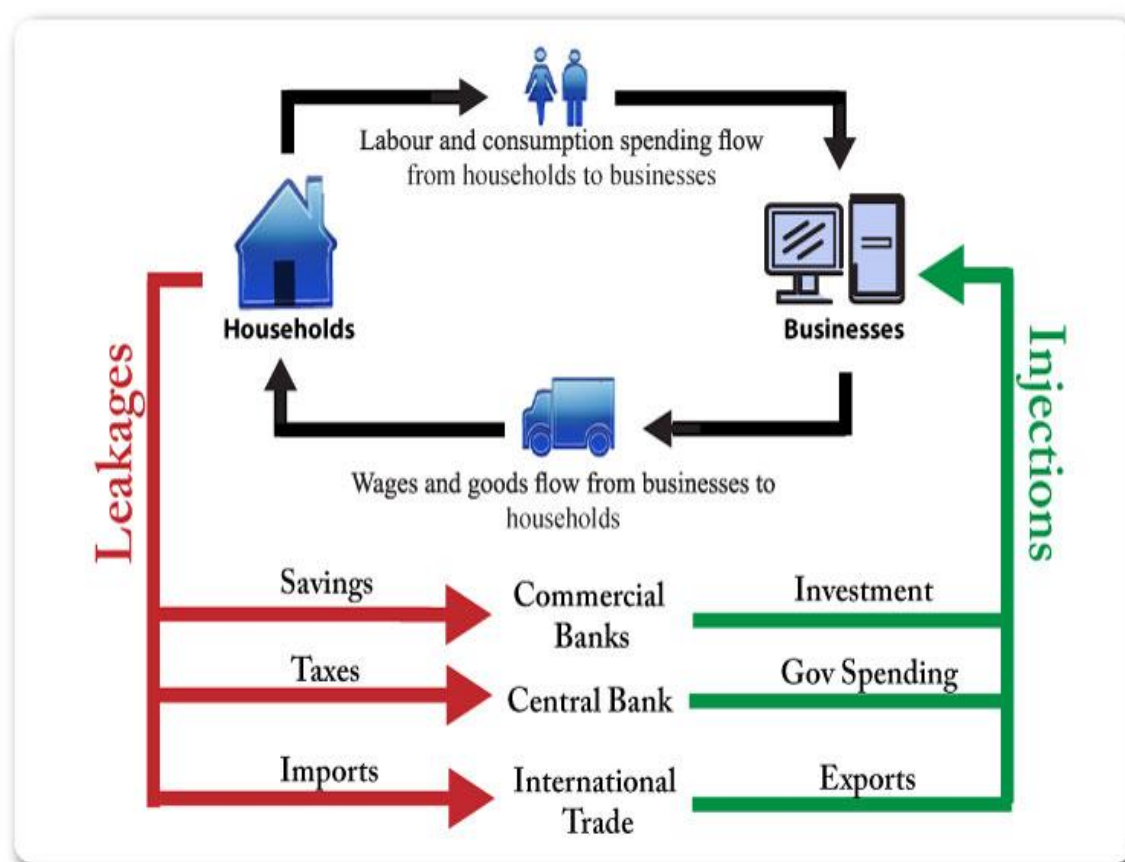 Labour and consumption spending flow
from households to businesses
Households
Businesses
Leakages
Injections
Wages and goods flow from businesses to
households
Savings
Commercial
Banks
Investment
Taxes
Central Bank
Gov Spending
Imports
International
Trade
Exports